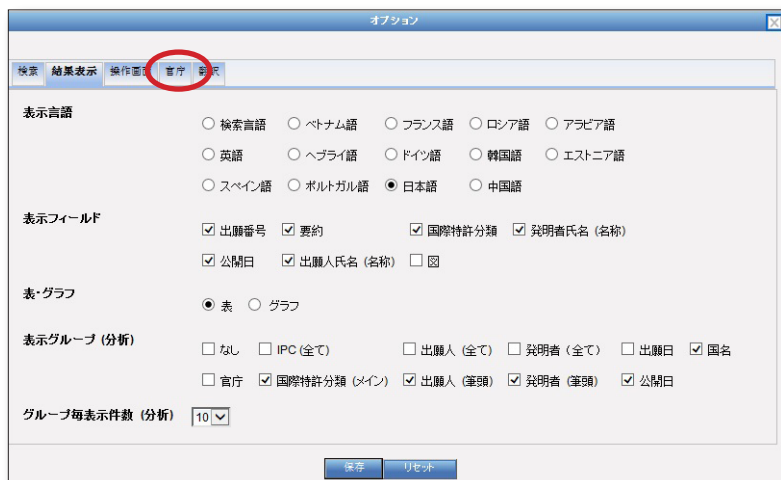 オプション
検索 結果表示 操作画面 官庁 翻訳
表示言語
検索言語 ベトナム語 フランス語 ロシア語 アラビア語
英語 ヘブライ語 ドイツ語 韓国語 エストニア語
スペイン語 ポルトガル語 日本語 中国語
表示フィールド
出願番号 要約 国際特許分類 発明者氏名 (名称)
公開日 出願人氏名 (名称) 図
表・グラフ
表 グラフ
表示グループ (分析)
なし IPC (全て) 出願人 (全て) 発明者 (全て) 出願日 国名
官庁 国際特許分類 (メイン) 出願人 (筆頭) 発明者 (筆頭) 公開日
グループ毎表示件数 (分析) 10
保存 リセット